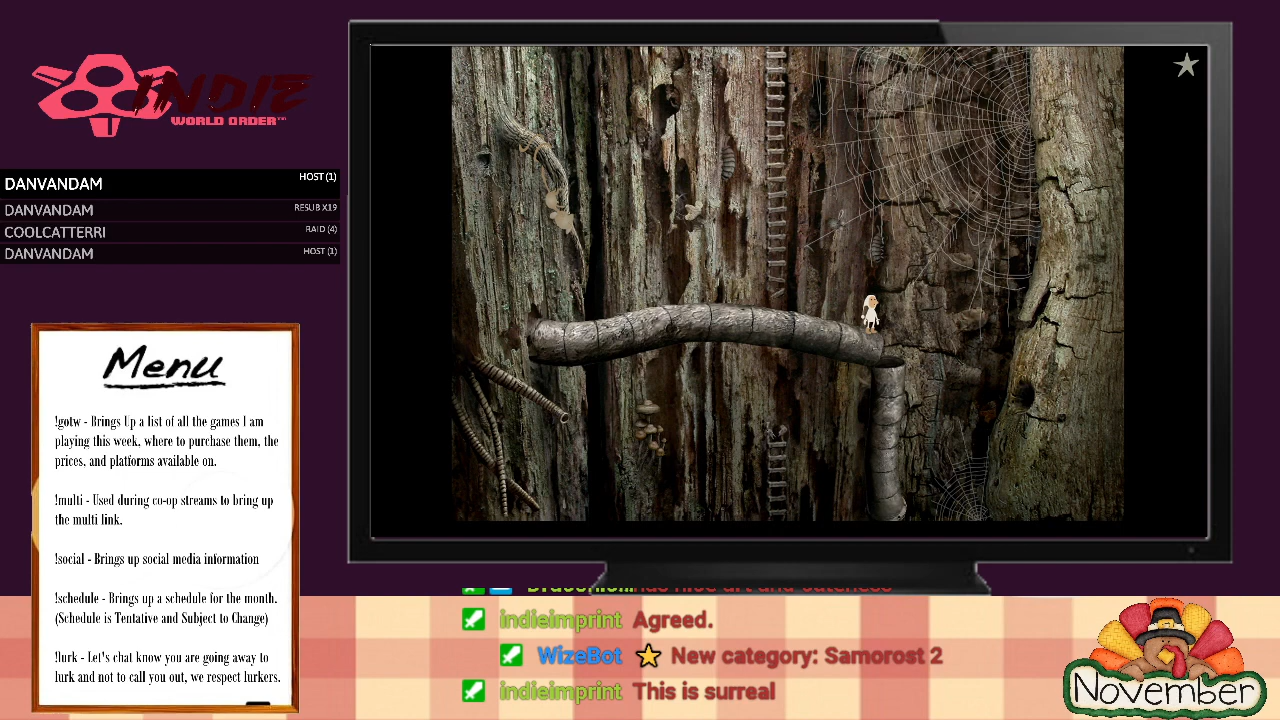 INDIE
WORLD ORDER™
DANVANDAM HOST (1)
DANVANDAM RESUB X19
COOLCATTERRI RAID (4)
DANVANDAM HOST (1)
Menu
!gotw - Brings Up a list of all the games I am
playing this week, where to purchase them, the
prices, and platforms available on.
!multi - Used during co-op streams to bring up
the multi link.
!social - Brings up social media information
!schedule - Brings up a schedule for the month.
(Schedule is Tentative and Subject to Change)
!lurk - Let's chat know you are going away to
lurk and not to call you out, we respect lurkers.
indieimprint Agreed.
WizeBot New category: Samorost 2
indieimprint This is surreal
November